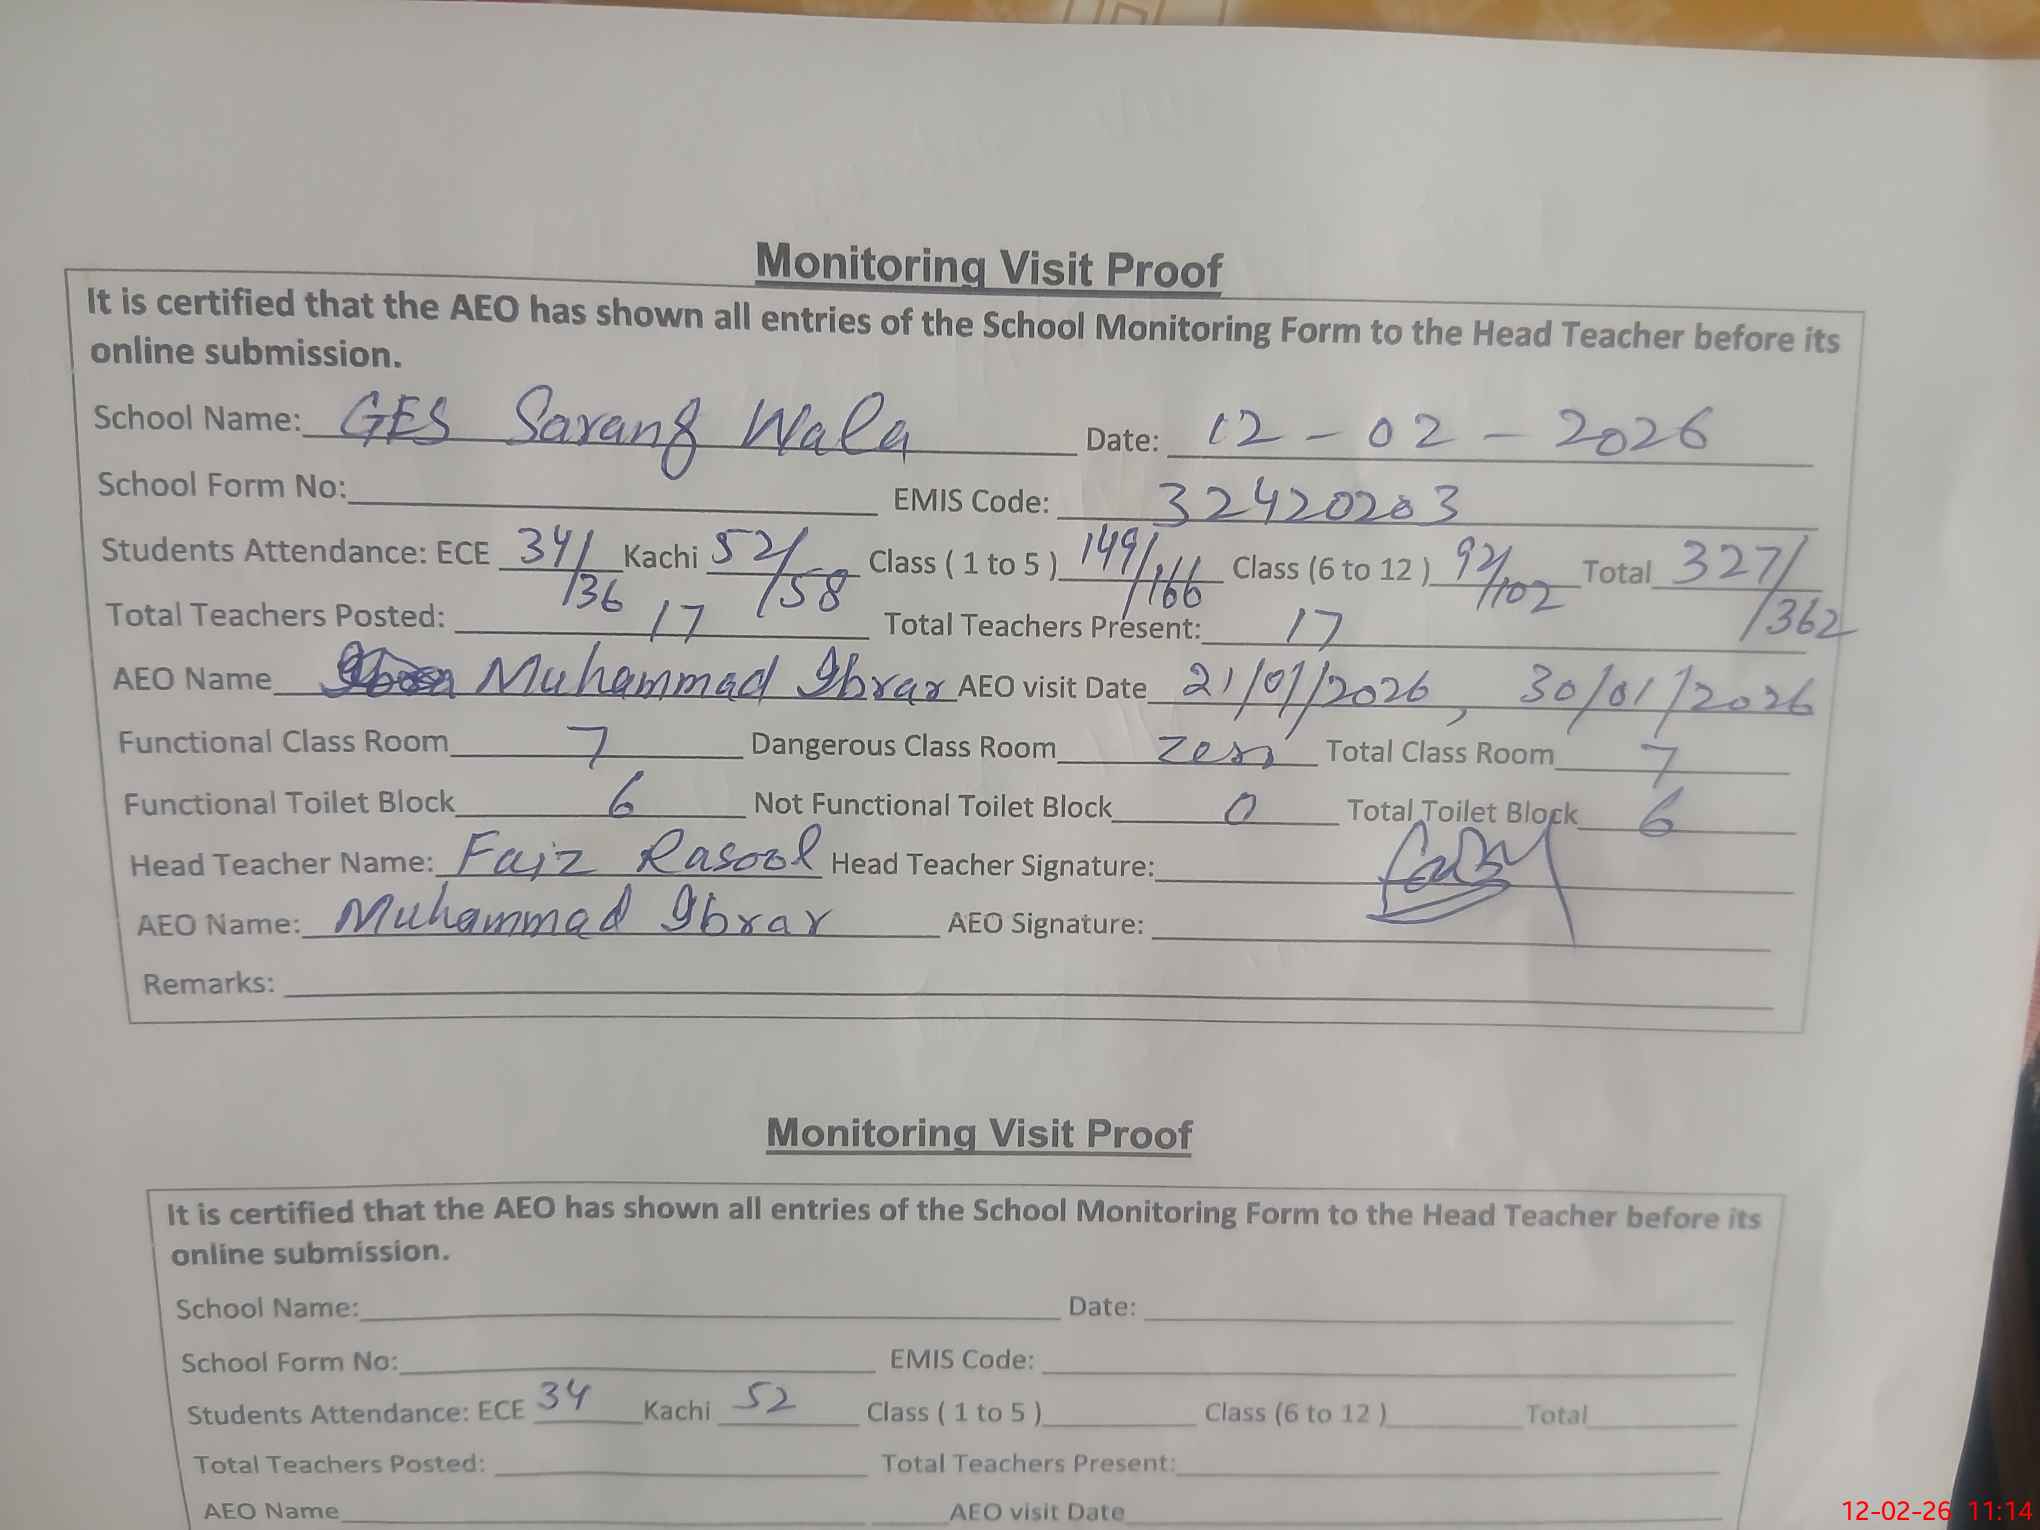 Monitoring Visit Proof
It is certified that the AEO has shown all entries of the School Monitoring Form to the Head Teacher before its
online submission.
School Name: GES Sarang Wala Date: 12-02-2026
School Form No: EMIS Code: 32420203
Students Attendance: ECE 34/36 Kachi 52/58 Class ( 1 to 5 ) 149/166 Class (6 to 12 ) 92/102 Total 327/362
Total Teachers Posted: 17 Total Teachers Present: 17
AEO Name Muhammad Ibrar AEO visit Date 21/01/2026, 30/01/2026
Functional Class Room 7 Dangerous Class Room zero Total Class Room 7
Functional Toilet Block 6 Not Functional Toilet Block 0 Total Toilet Block 6
Head Teacher Name: Faiz Rasool Head Teacher Signature:
AEO Name: Muhammad Ibrar AEO Signature:
Remarks:
Monitoring Visit Proof
It is certified that the AEO has shown all entries of the School Monitoring Form to the Head Teacher before its
online submission.
School Name: Date:
School Form No: EMIS Code:
Students Attendance: ECE 34 Kachi 52 Class ( 1 to 5 ) Class (6 to 12 ) Total
Total Teachers Posted: Total Teachers Present:
AEO Name AEO visit Date
12-02-26 11:14